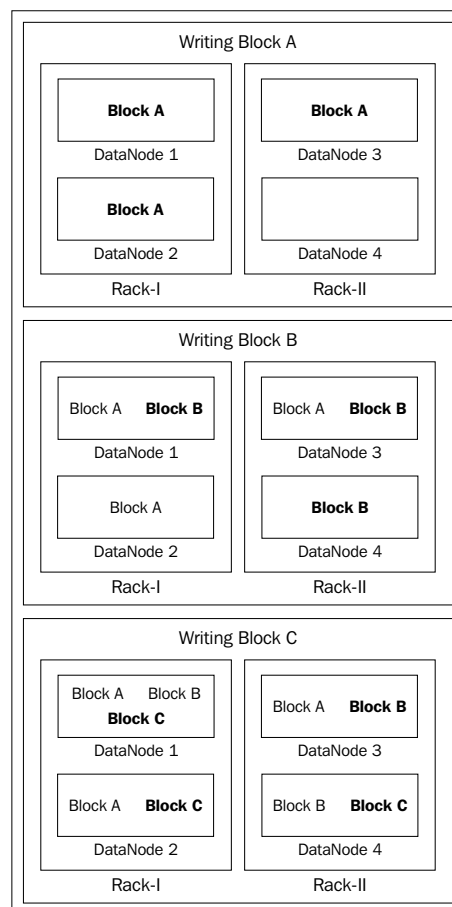 Writing Block A
Block A Block A
DataNode 1 DataNode 3
Block A
DataNode 2 DataNode 4
Rack-I Rack-II
Writing Block B
Block A Block B Block A Block B
DataNode 1 DataNode 3
Block A Block B
DataNode 2 DataNode 4
Rack-I Rack-II
Writing Block C
Block A Block B
Block C
Block A Block B
DataNode 1 DataNode 3
Block A Block C Block B Block C
DataNode 2 DataNode 4
Rack-I Rack-II